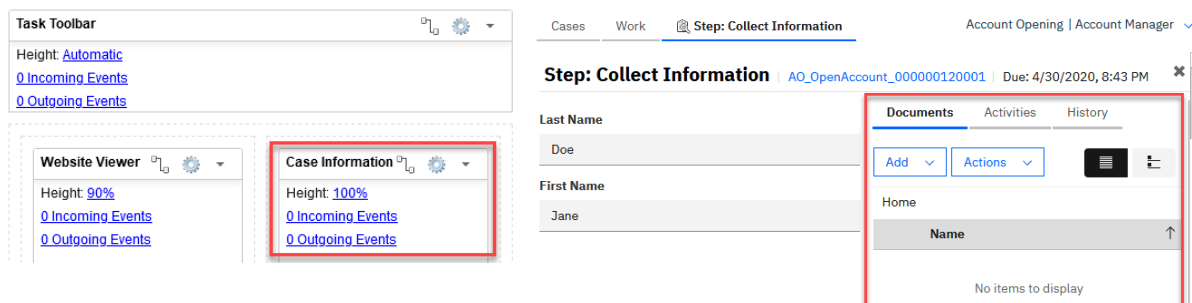 Task Toolbar
Height: Automatic
0 Incoming Events
0 Outgoing Events
Website Viewer
Height: 90%
0 Incoming Events
0 Outgoing Events
Case Information
Height: 100%
0 Incoming Events
0 Outgoing Events
Cases Work Step: Collect Information
Account Opening | Account Manager
Step: Collect Information AO_OpenAccount_000000120001 Due: 4/30/2020, 8:43 PM
Last Name
Doe
First Name
Jane
Documents Activities History
Add Actions
Home
Name
No items to display